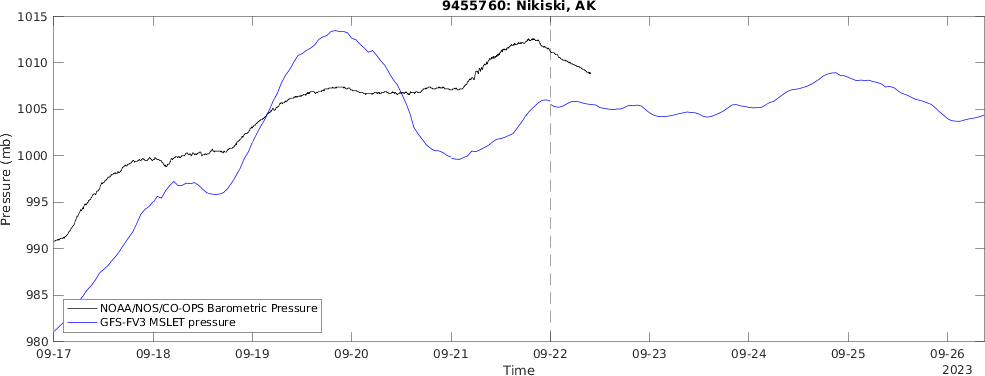 9455760: Nikiski, AK
1015
1010
1005
1000
995
990
985
980
Pressure (mb)
NOAA/NOS/CO-OPS Barometric Pressure
GFS-FV3 MSLET pressure
09-17 09-18 09-19 09-20 09-21 09-22 09-23 09-24 09-25 09-26
Time
2023